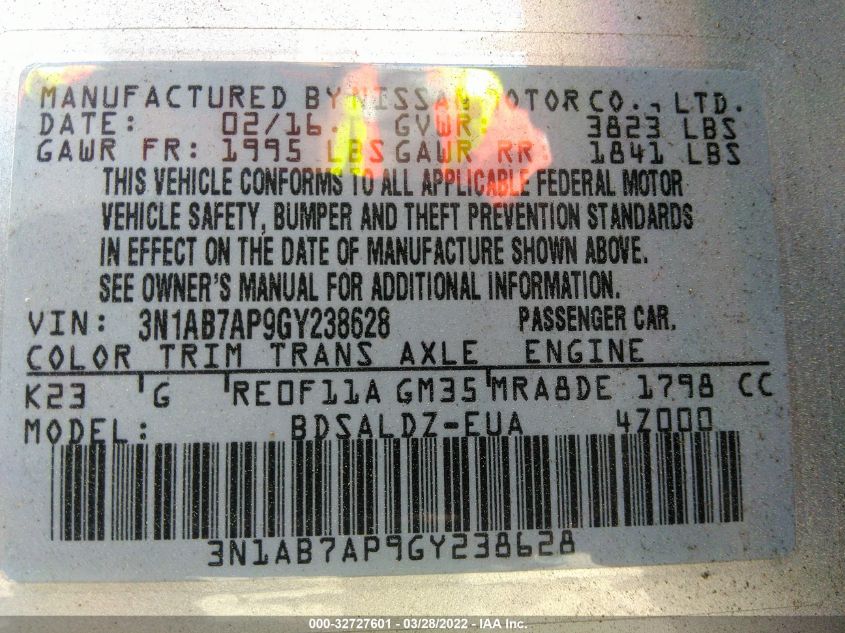 MANUFACTURED BY NISSAN MOTOR CO., LTD.
DATE: 02/16 GVWR 3823 LBS
GAWR FR: 1995 LBS GAWR RR 1841 LBS
THIS VEHICLE CONFORMS TO ALL APPLICABLE FEDERAL MOTOR
VEHICLE SAFETY, BUMPER AND THEFT PREVENTION STANDARDS
IN EFFECT ON THE DATE OF MANUFACTURE SHOWN ABOVE.
SEE OWNER'S MANUAL FOR ADDITIONAL INFORMATION.
VIN: 3N1AB7AP9GY238628 PASSENGER CAR.
COLOR TRIM TRANS AXLE ENGINE
K23 G RE0F11A GM35 MRA8DE 1798 CC
MODEL: BDSALDZ-EUA 4Z000
3N1AB7AP9GY238628
000-32727601 - 03/28/2022 - IAA Inc.